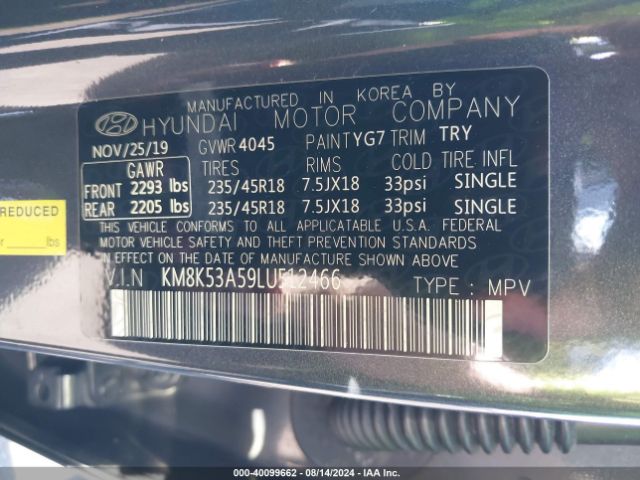 MANUFACTURED IN KOREA BY
HYUNDAI MOTOR COMPANY
NOV/25/19 GVWR 4045 PAINT YG7 TRIM TRY
GAWR TIRES RIMS COLD TIRE INFL
FRONT 2293 lbs 235/45R18 7.5JX18 33psi SINGLE
REAR 2205 lbs 235/45R18 7.5JX18 33psi SINGLE
THIS VEHICLE CONFORMS TO ALL APPLICATABLE U.S.A. FEDERAL
MOTOR VEHICLE SAFETY AND THEFT PREVENTION STANDARDS
IN EFFECT ON THE DATE OF MANUFACTURE SHOWN ABOVE
V.I.N KM8K53A59LU512466 TYPE : MPV
REDUCED
or lbs
000-40099662 - 08/14/2024 - IAA Inc.